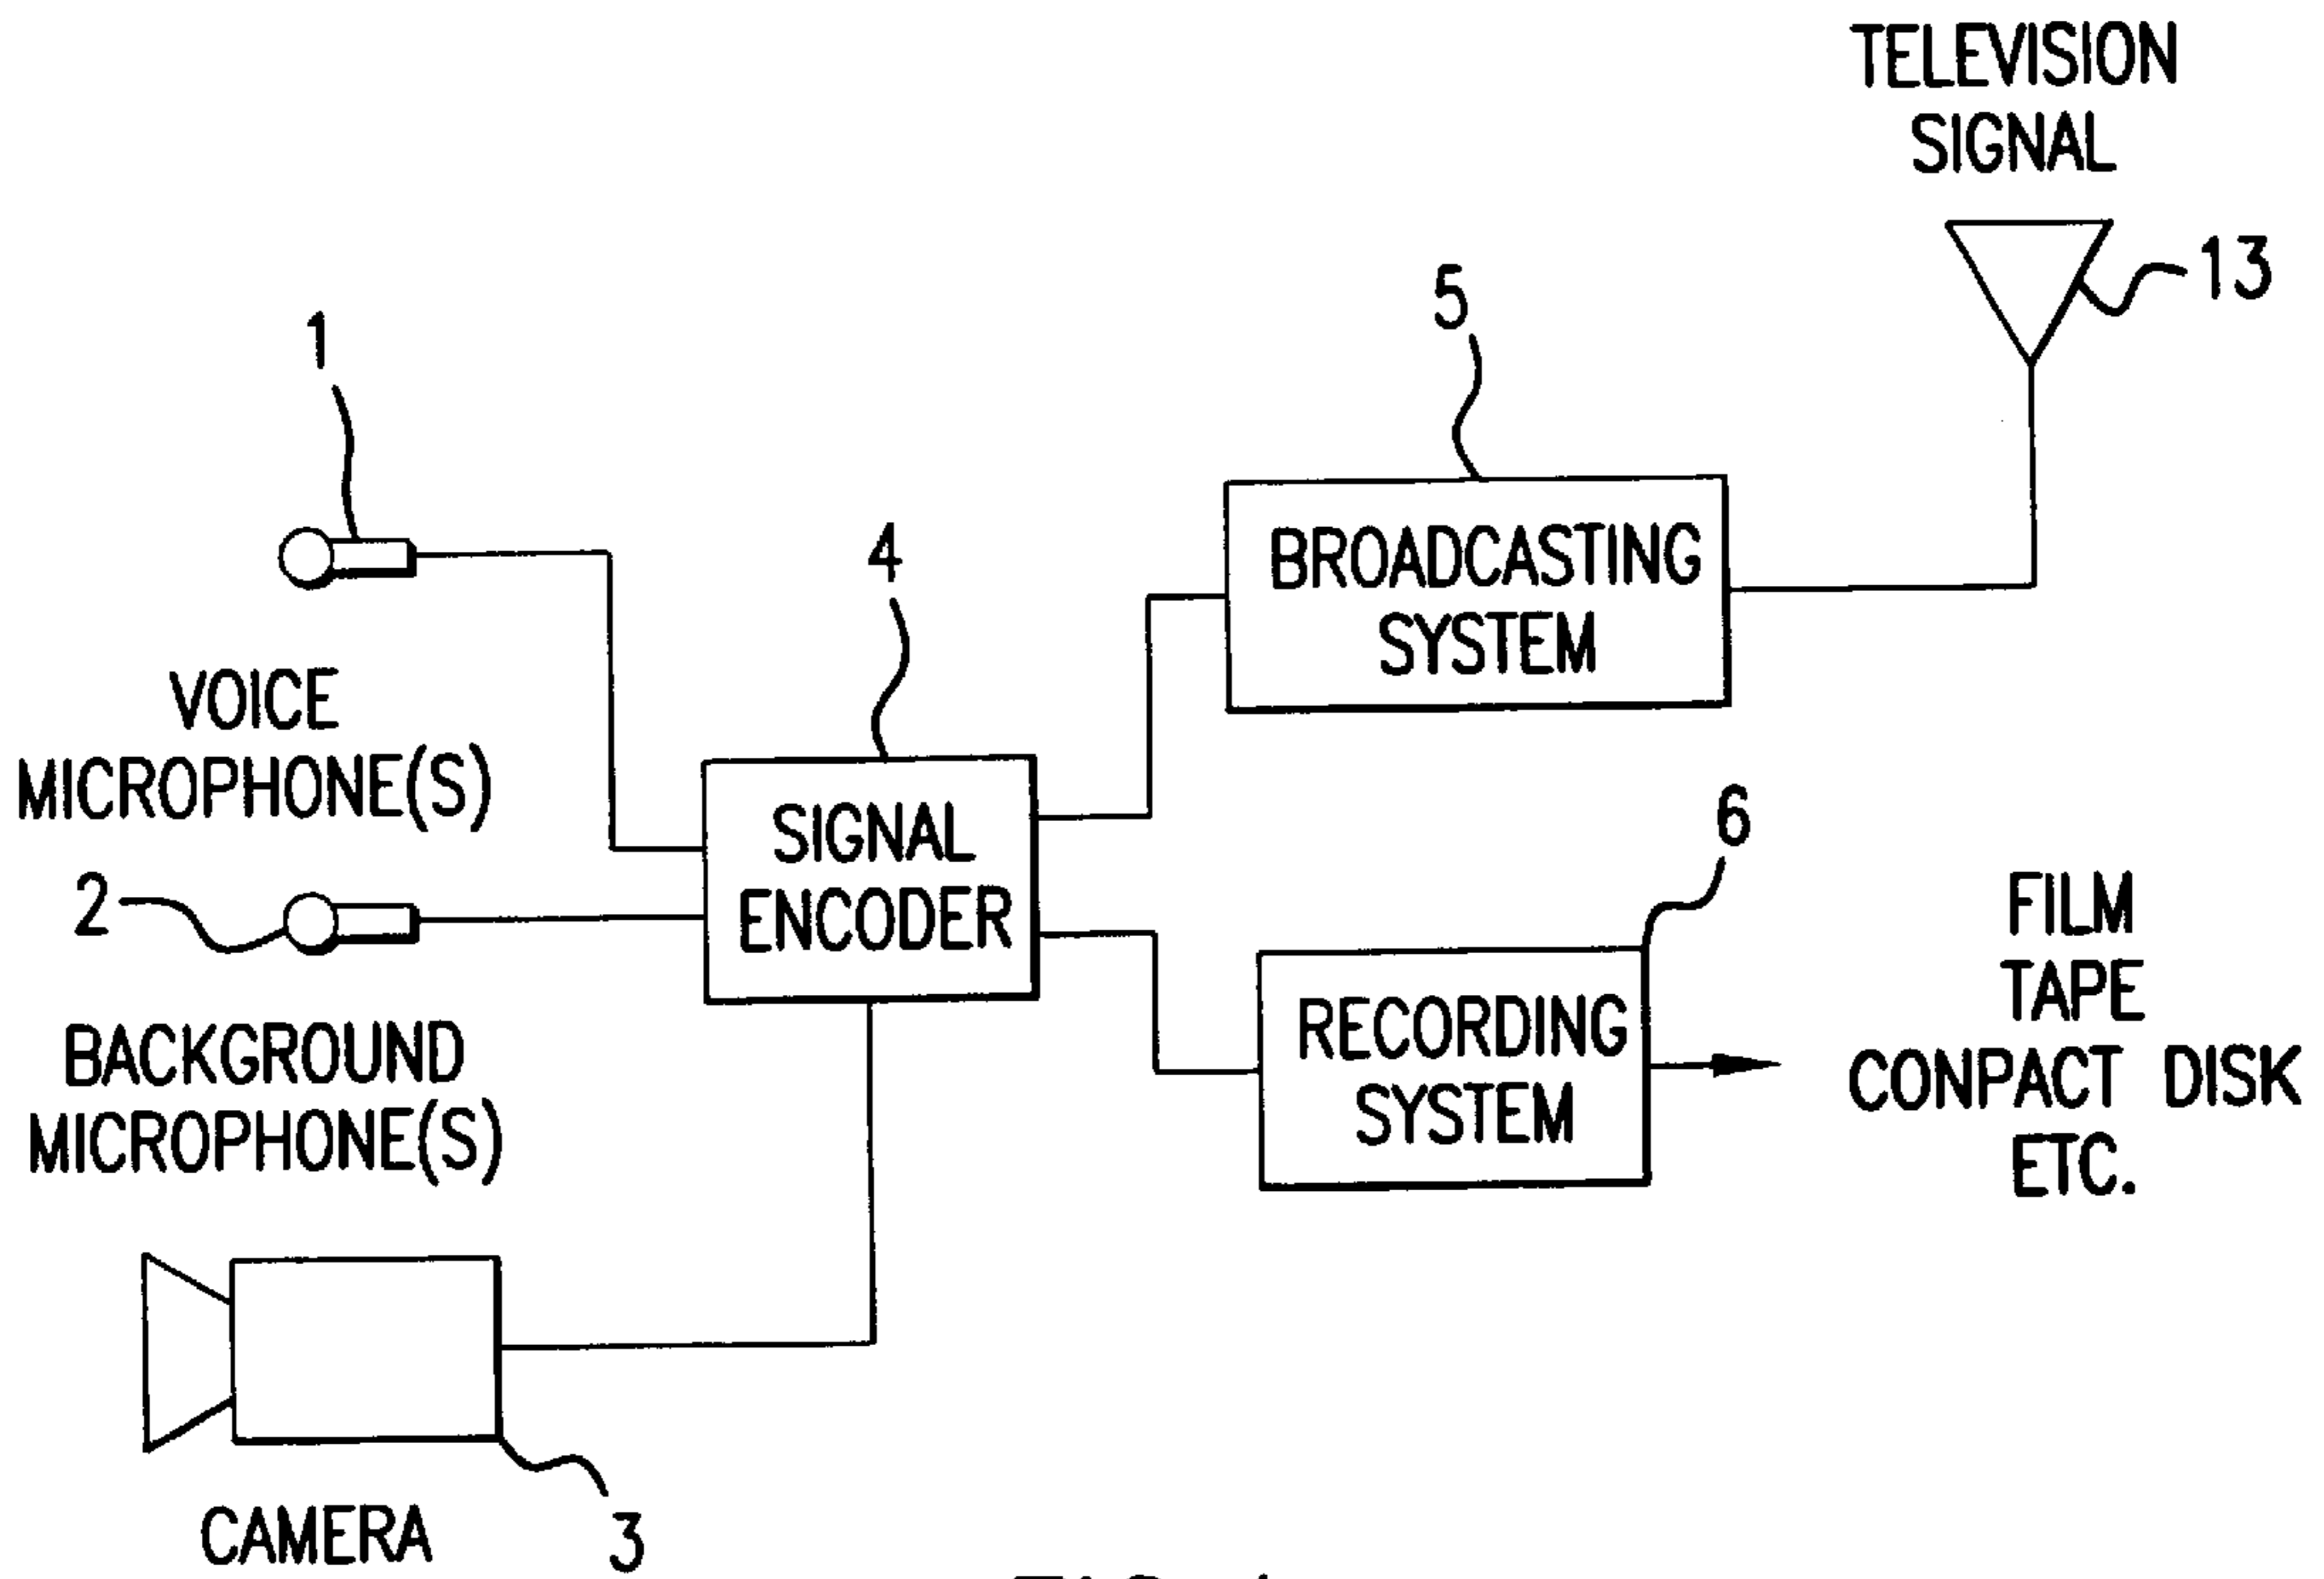 TELEVISION
SIGNAL
13
5
1
BROADCASTING
SYSTEM
4
VOICE
MICROPHONE(S)
SIGNAL
ENCODER
6
2
FILM
TAPE
CONPACT DISK
ETC.
RECORDING
SYSTEM
BACKGROUND
MICROPHONE(S)
CAMERA
3